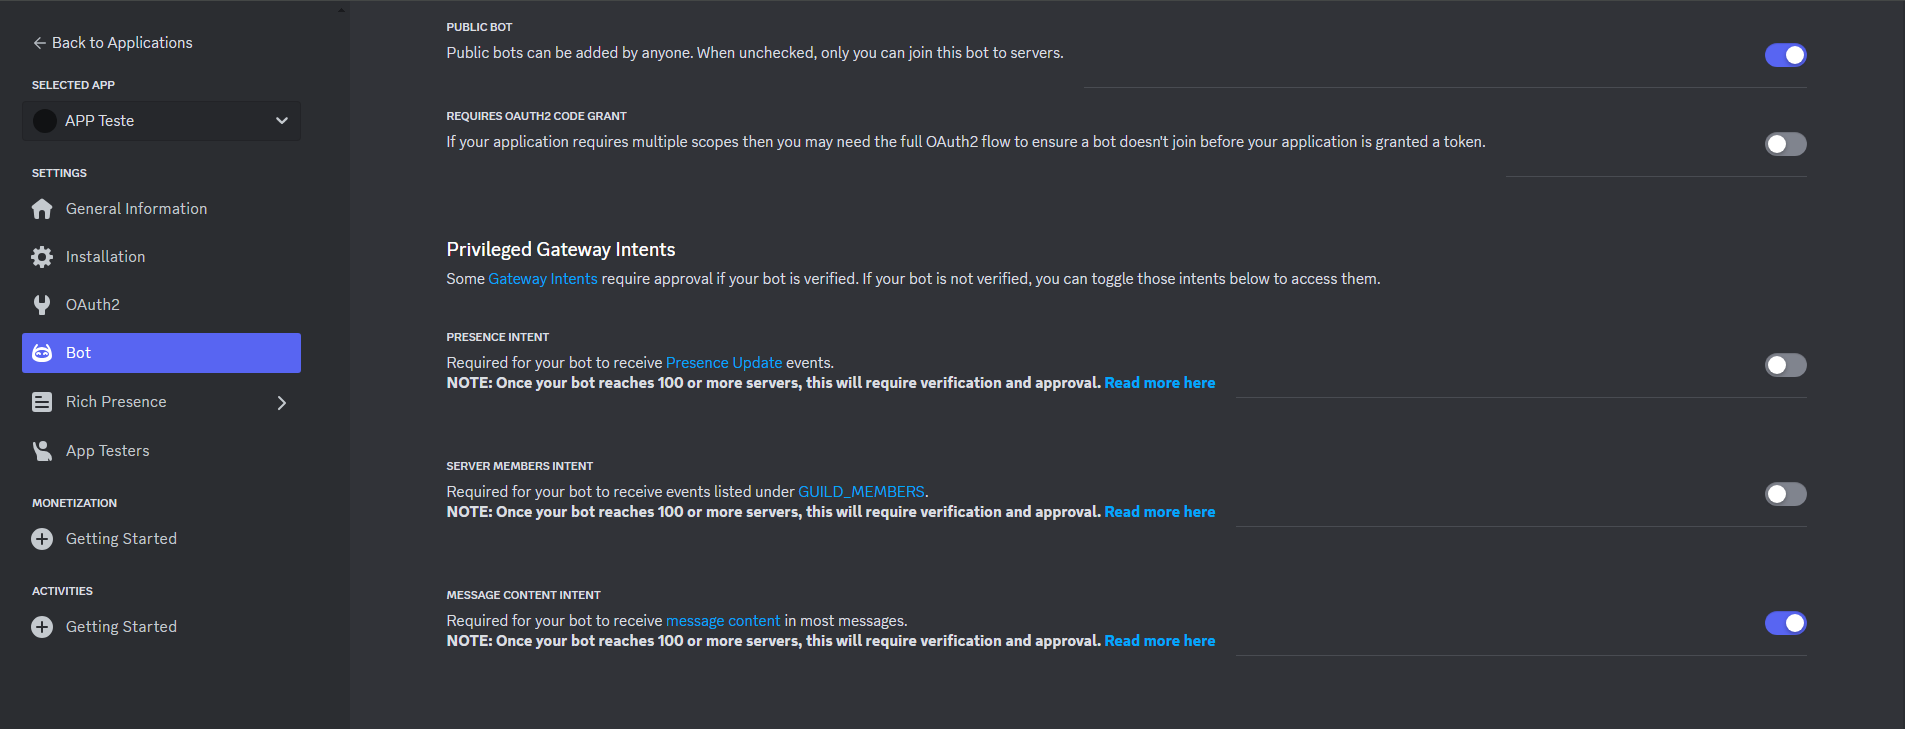 Back to Applications
SELECTED APP
APP Teste
SETTINGS
General Information
Installation
OAuth2
Bot
Rich Presence
App Testers
MONETIZATION
Getting Started
ACTIVITIES
Getting Started
PUBLIC BOT
Public bots can be added by anyone. When unchecked, only you can join this bot to servers.
REQUIRES OAUTH2 CODE GRANT
If your application requires multiple scopes then you may need the full OAuth2 flow to ensure a bot doesn't join before your application is granted a token.
Privileged Gateway Intents
Some Gateway Intents require approval if your bot is verified. If your bot is not verified, you can toggle those intents below to access them.
PRESENCE INTENT
Required for your bot to receive Presence Update events.
NOTE: Once your bot reaches 100 or more servers, this will require verification and approval. Read more here
SERVER MEMBERS INTENT
Required for your bot to receive events listed under GUILD_MEMBERS.
NOTE: Once your bot reaches 100 or more servers, this will require verification and approval. Read more here
MESSAGE CONTENT INTENT
Required for your bot to receive message content in most messages.
NOTE: Once your bot reaches 100 or more servers, this will require verification and approval. Read more here